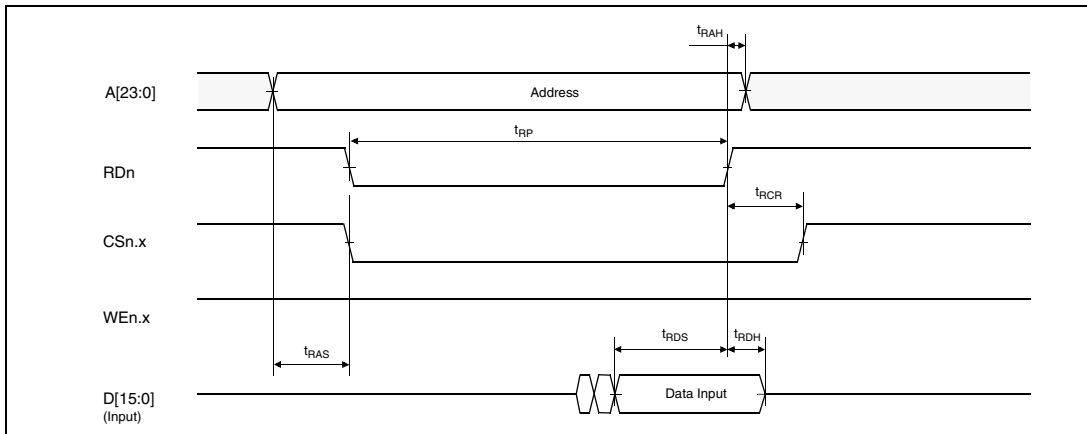 tRAH
A[23:0]
Address
tRP
RDn
tRCR
CSn.x
WEn.x
tRDS
tRDH
tRAS
D[15:0]
Data Input
(Input)